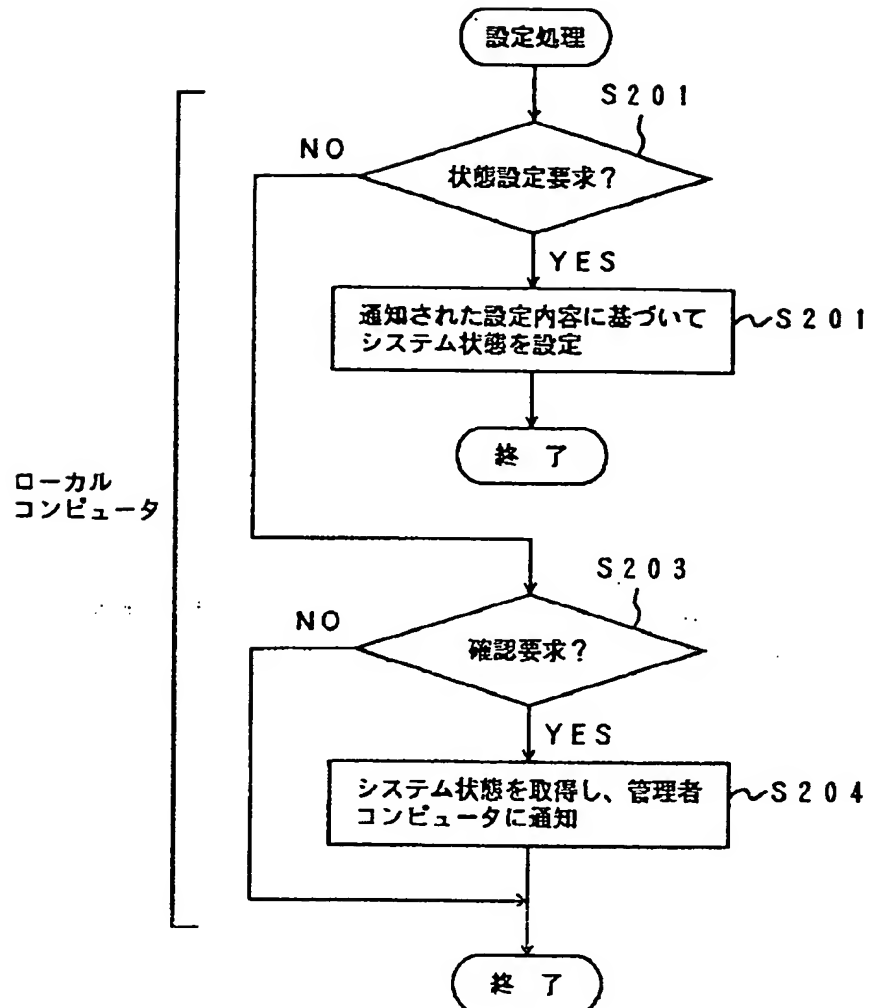 設定処理
S201
NO
状態設定要求?
YES
通知された設定内容に基づいて
システム状態を設定
S201
終 了
ローカル
コンピュータ
S203
NO
確認要求?
YES
システム状態を取得し、管理者
コンピュータに通知
S204
終 了